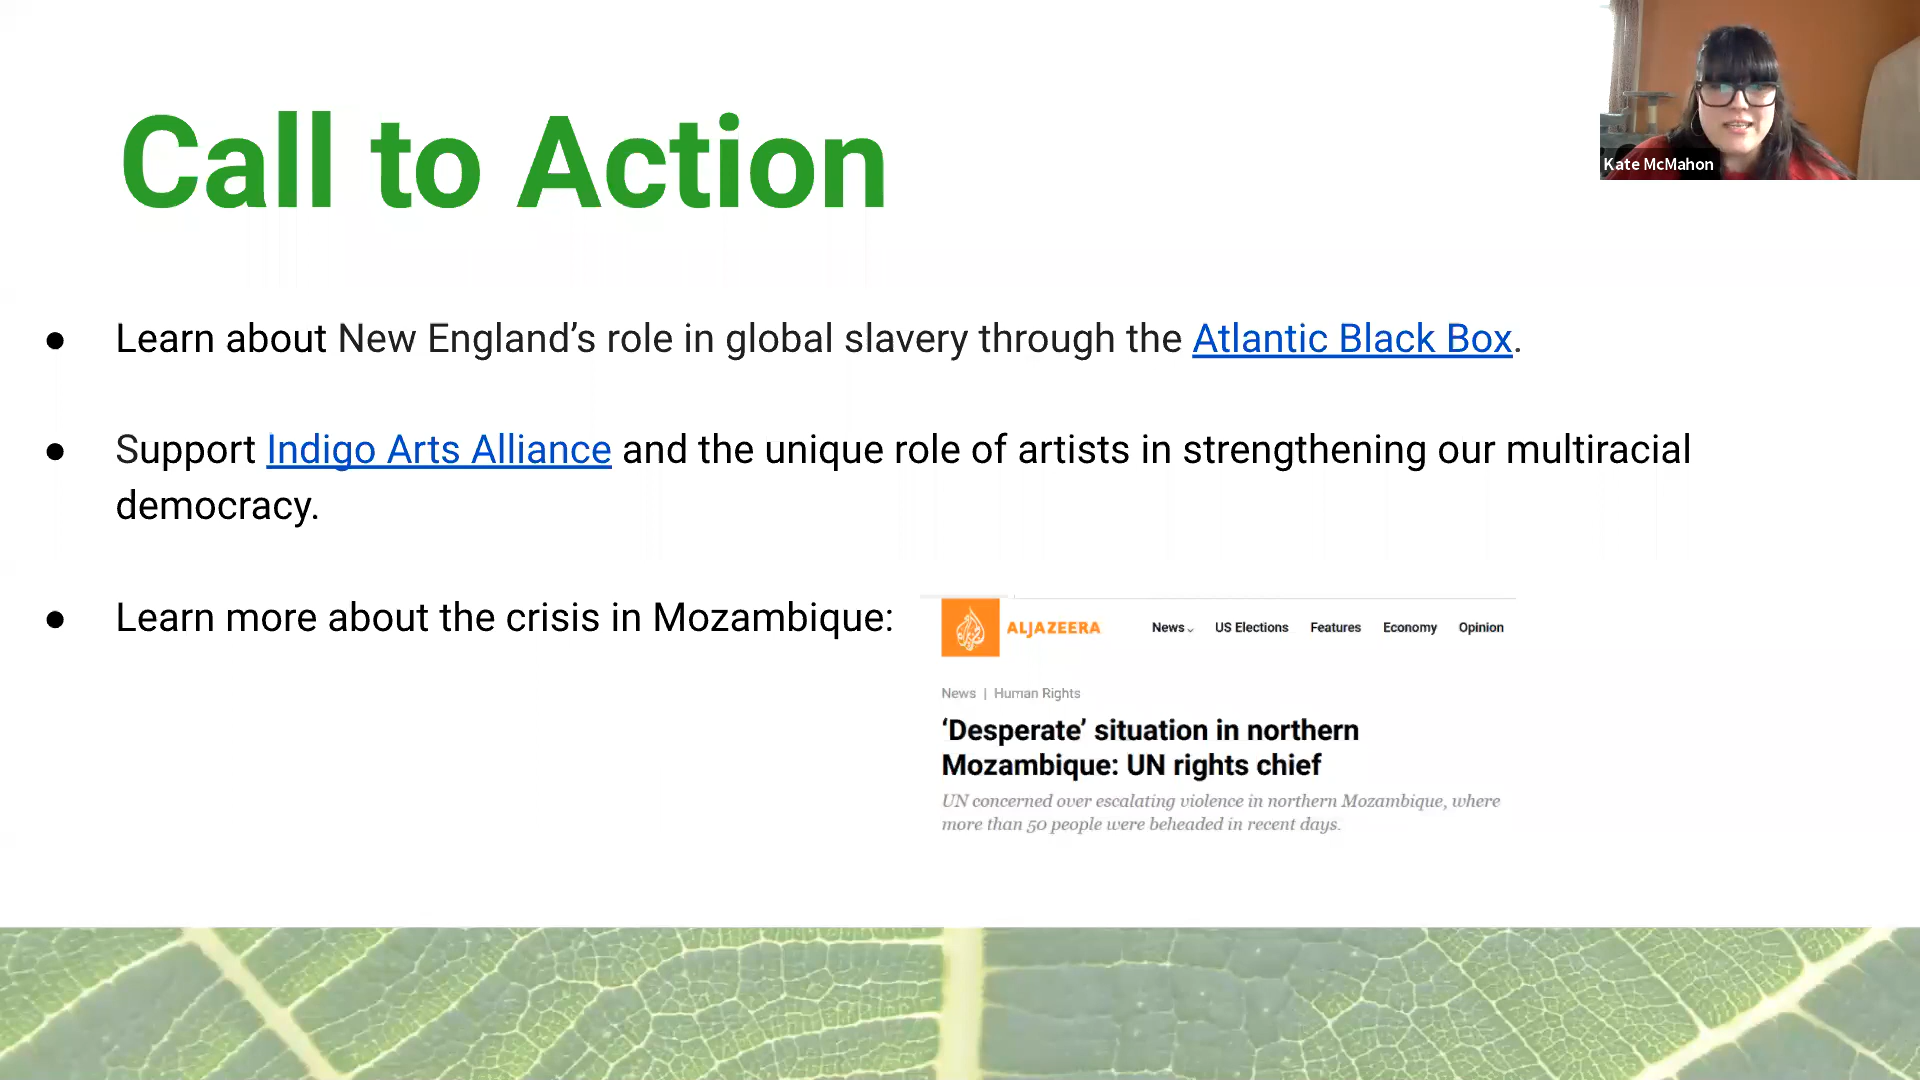 Call to Action
Kate McMahon
● Learn about New England’s role in global slavery through the Atlantic Black Box.
● Support Indigo Arts Alliance and the unique role of artists in strengthening our multiracial
democracy.
● Learn more about the crisis in Mozambique:
ALJAZEERA
News US Elections Features Economy Opinion
News | Human Rights
‘Desperate’ situation in northern
Mozambique: UN rights chief
UN concerned over escalating violence in northern Mozambique, where
more than 50 people were beheaded in recent days.